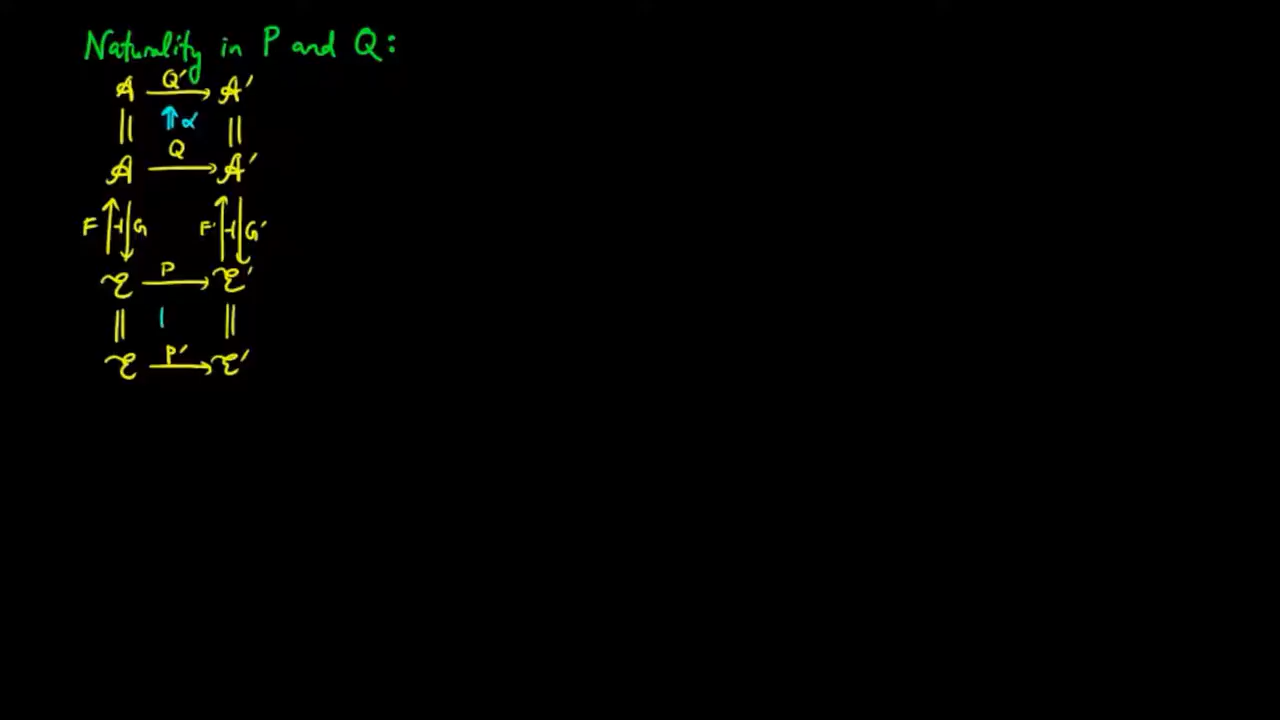 Naturality in P and Q:
𝒜 Q′ 𝒜′
|| ⇑ α ||
𝒜 Q 𝒜′
F ⊣ G F′ ⊣ G′
ℰ P ℰ′
|| | ||
ℰ P′ ℰ′